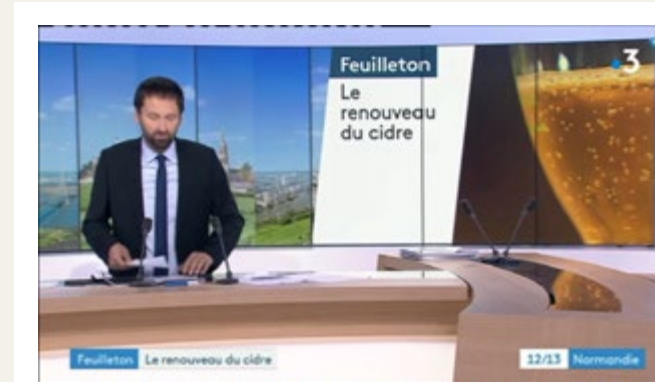 Feuilleton
Le
renouveau
du cidre
3
Feuilleton Le renouveau du cidre
12/13 Normandie